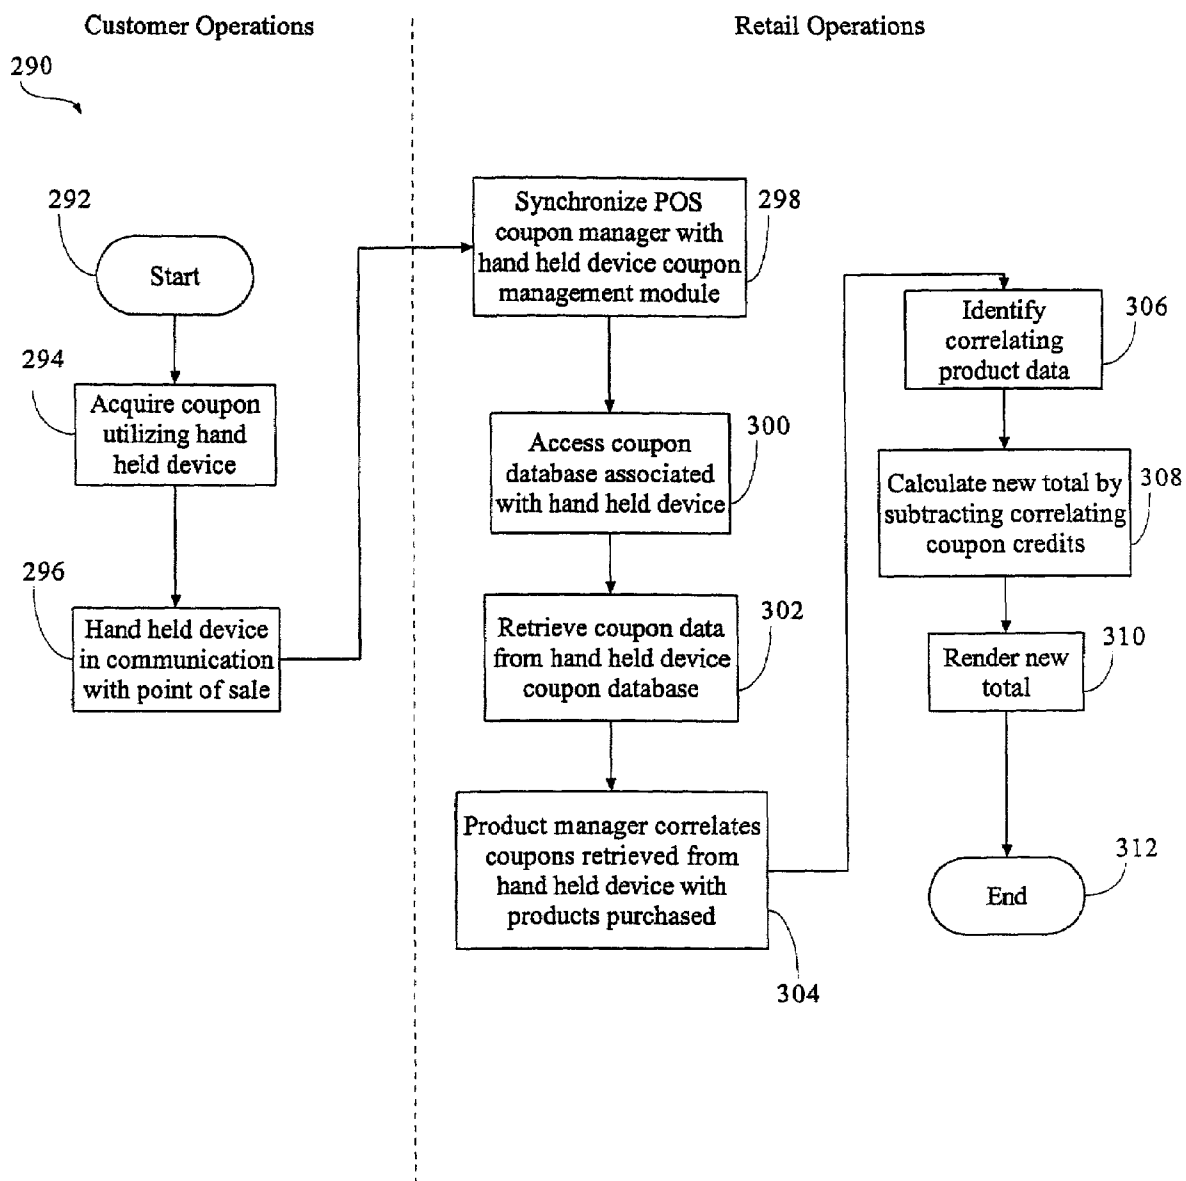 Customer Operations
Retail Operations
290
292
Start
294
Acquire coupon
utilizing hand
held device
296
Hand held device
in communication
with point of sale
Synchronize POS
coupon manager with
hand held device coupon
management module
298
Access coupon
database associated
with hand held device
300
Retrieve coupon data
from hand held device
coupon database
302
Product manager correlates
coupons retrieved from
hand held device with
products purchased
304
Identify
correlating
product data
306
Calculate new total by
subtracting correlating
coupon credits
308
Render new
total
310
End
312